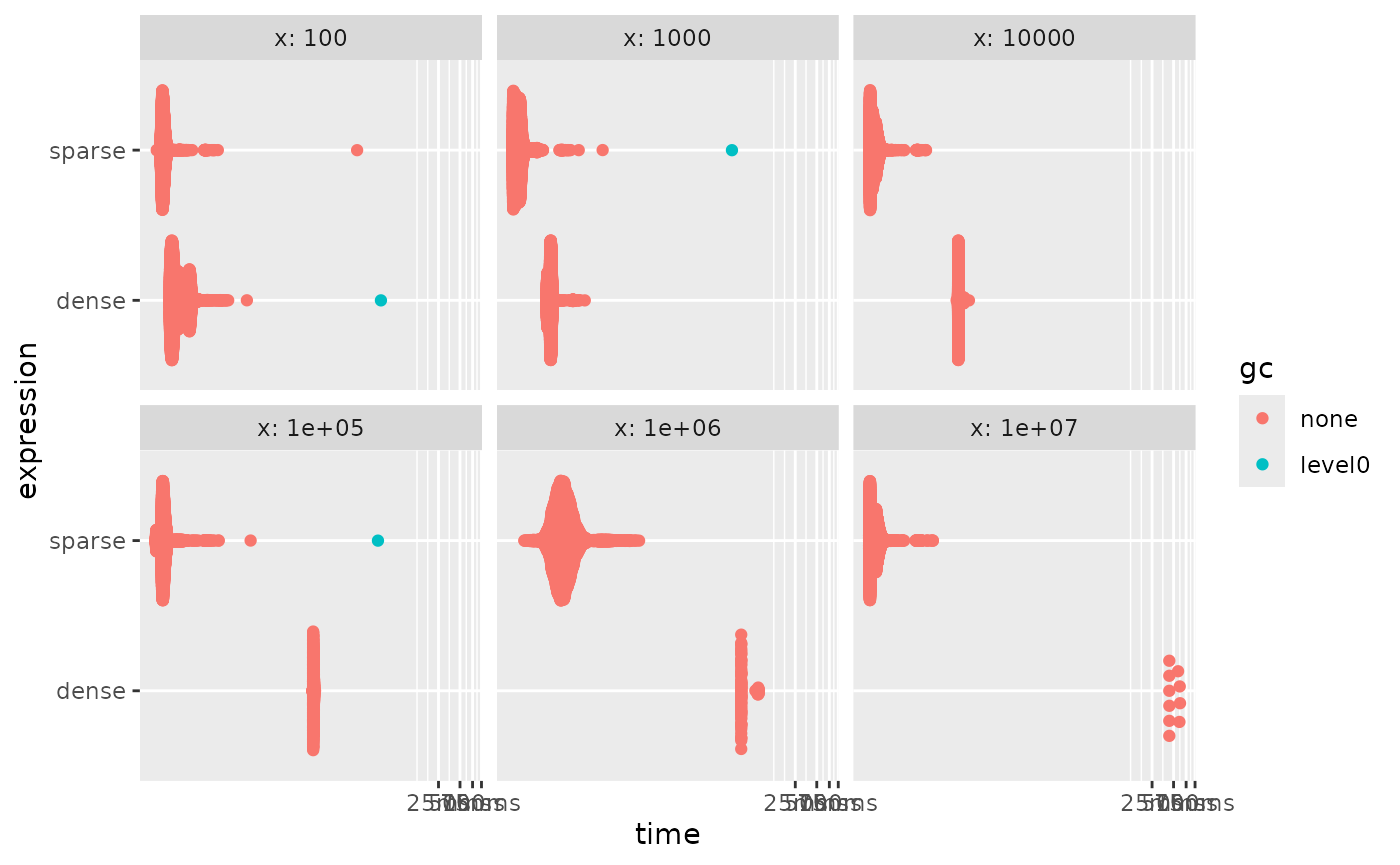 x: 100
x: 1000
x: 10000
sparse
dense
expression
x: 1e+05
x: 1e+06
x: 1e+07
sparse
dense
time
gc
none
level0